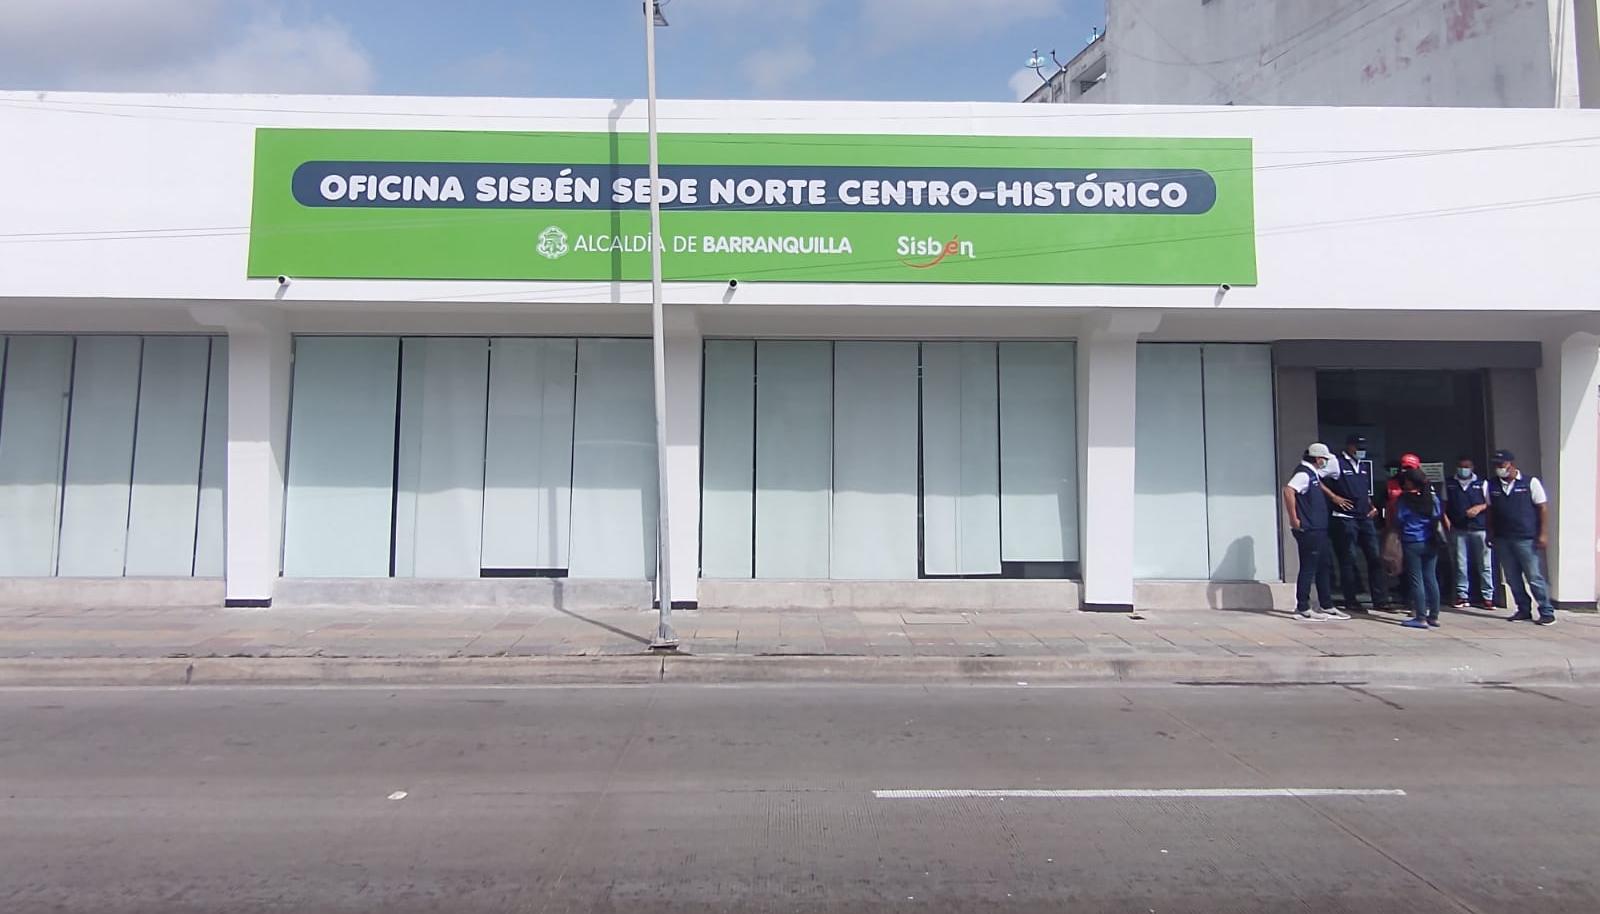 OFICINA SISBÉN SEDE NORTE CENTRO-HISTÓRICO
ALCALDÍA DE BARRANQUILLA Sisbén